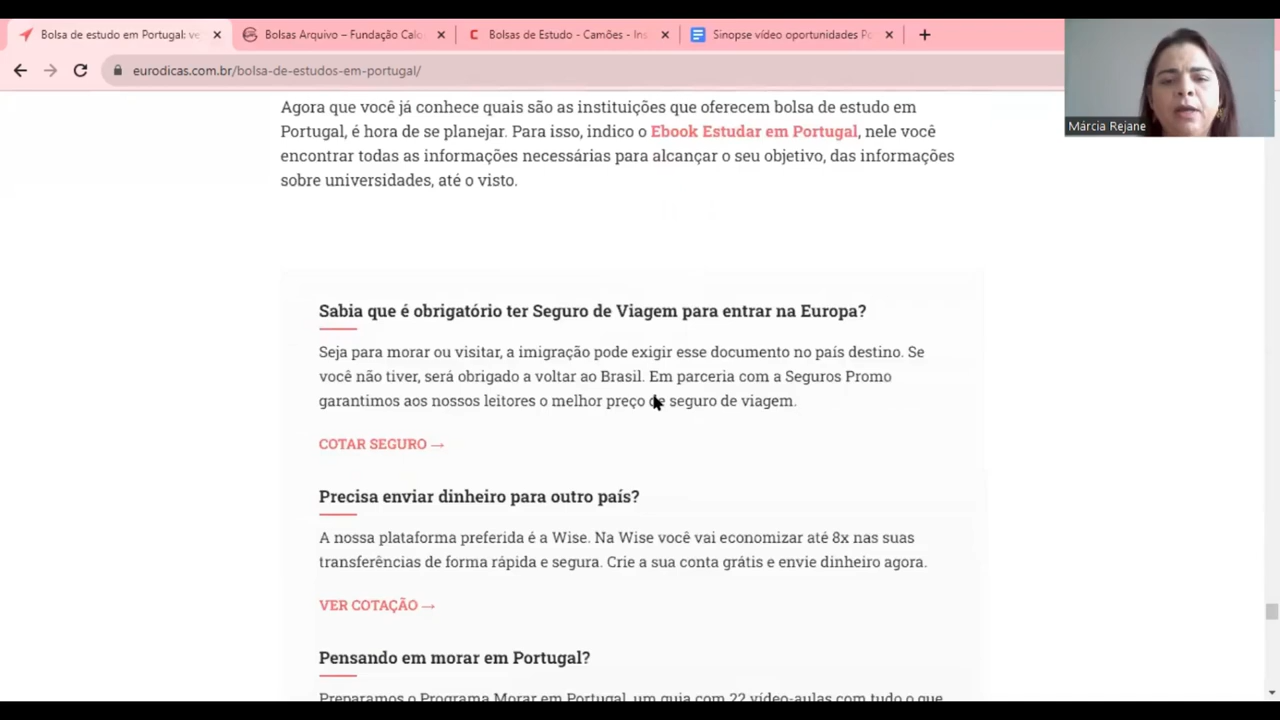 Bolsa de estudo em Portugal: ve
Bolsas Arquivo – Fundação Calo
Bolsas de Estudo - Camões - Ins
Sinopse vídeo oportunidades Po
eurodicas.com.br/bolsa-de-estudos-em-portugal/
Márcia Rejane
Agora que você já conhece quais são as instituições que oferecem bolsa de estudo em
Portugal, é hora de se planejar. Para isso, indico o Ebook Estudar em Portugal, nele você
encontrar todas as informações necessárias para alcançar o seu objetivo, das informações
sobre universidades, até o visto.
Sabia que é obrigatório ter Seguro de Viagem para entrar na Europa?
Seja para morar ou visitar, a imigração pode exigir esse documento no país destino. Se
você não tiver, será obrigado a voltar ao Brasil. Em parceria com a Seguros Promo
garantimos aos nossos leitores o melhor preço de seguro de viagem.
COTAR SEGURO →
Precisa enviar dinheiro para outro país?
A nossa plataforma preferida é a Wise. Na Wise você vai economizar até 8x nas suas
transferências de forma rápida e segura. Crie a sua conta grátis e envie dinheiro agora.
VER COTAÇÃO →
Pensando em morar em Portugal?
Preparamos o Programa Morar em Portugal, um guia com 22 vídeo-aulas com tudo o que